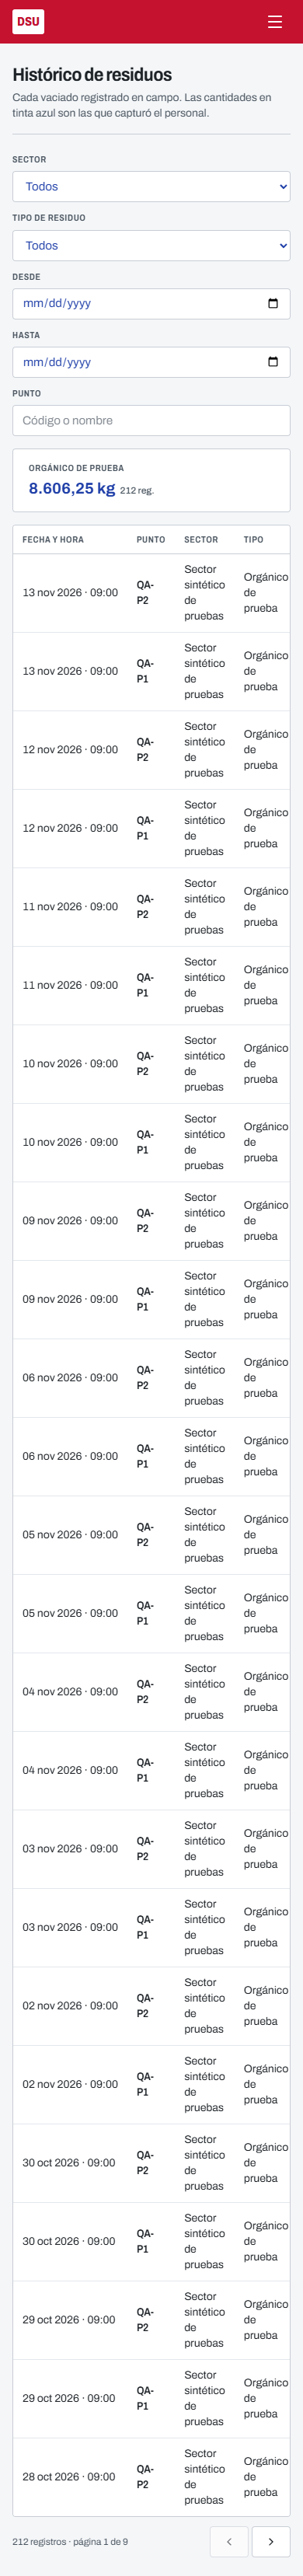 DSU
Histórico de residuos
Cada vaciado registrado en campo. Las cantidades en
tinta azul son las que capturó el personal.
SECTOR
Todos
TIPO DE RESIDUO
Todos
DESDE
mm/dd/yyyy
HASTA
mm/dd/yyyy
PUNTO
Código o nombre
ORGÁNICO DE PRUEBA
8.606,25 kg 212 reg.
FECHA Y HORA PUNTO SECTOR TIPO
13 nov 2026 · 09:00 QA-P2 Sector sintético de pruebas Orgánico de prueba
13 nov 2026 · 09:00 QA-P1 Sector sintético de pruebas Orgánico de prueba
12 nov 2026 · 09:00 QA-P2 Sector sintético de pruebas Orgánico de prueba
12 nov 2026 · 09:00 QA-P1 Sector sintético de pruebas Orgánico de prueba
11 nov 2026 · 09:00 QA-P2 Sector sintético de pruebas Orgánico de prueba
11 nov 2026 · 09:00 QA-P1 Sector sintético de pruebas Orgánico de prueba
10 nov 2026 · 09:00 QA-P2 Sector sintético de pruebas Orgánico de prueba
10 nov 2026 · 09:00 QA-P1 Sector sintético de pruebas Orgánico de prueba
09 nov 2026 · 09:00 QA-P2 Sector sintético de pruebas Orgánico de prueba
09 nov 2026 · 09:00 QA-P1 Sector sintético de pruebas Orgánico de prueba
06 nov 2026 · 09:00 QA-P2 Sector sintético de pruebas Orgánico de prueba
06 nov 2026 · 09:00 QA-P1 Sector sintético de pruebas Orgánico de prueba
05 nov 2026 · 09:00 QA-P2 Sector sintético de pruebas Orgánico de prueba
05 nov 2026 · 09:00 QA-P1 Sector sintético de pruebas Orgánico de prueba
04 nov 2026 · 09:00 QA-P2 Sector sintético de pruebas Orgánico de prueba
04 nov 2026 · 09:00 QA-P1 Sector sintético de pruebas Orgánico de prueba
03 nov 2026 · 09:00 QA-P2 Sector sintético de pruebas Orgánico de prueba
03 nov 2026 · 09:00 QA-P1 Sector sintético de pruebas Orgánico de prueba
02 nov 2026 · 09:00 QA-P2 Sector sintético de pruebas Orgánico de prueba
02 nov 2026 · 09:00 QA-P1 Sector sintético de pruebas Orgánico de prueba
30 oct 2026 · 09:00 QA-P2 Sector sintético de pruebas Orgánico de prueba
30 oct 2026 · 09:00 QA-P1 Sector sintético de pruebas Orgánico de prueba
29 oct 2026 · 09:00 QA-P2 Sector sintético de pruebas Orgánico de prueba
29 oct 2026 · 09:00 QA-P1 Sector sintético de pruebas Orgánico de prueba
28 oct 2026 · 09:00 QA-P2 Sector sintético de pruebas Orgánico de prueba
212 registros · página 1 de 9